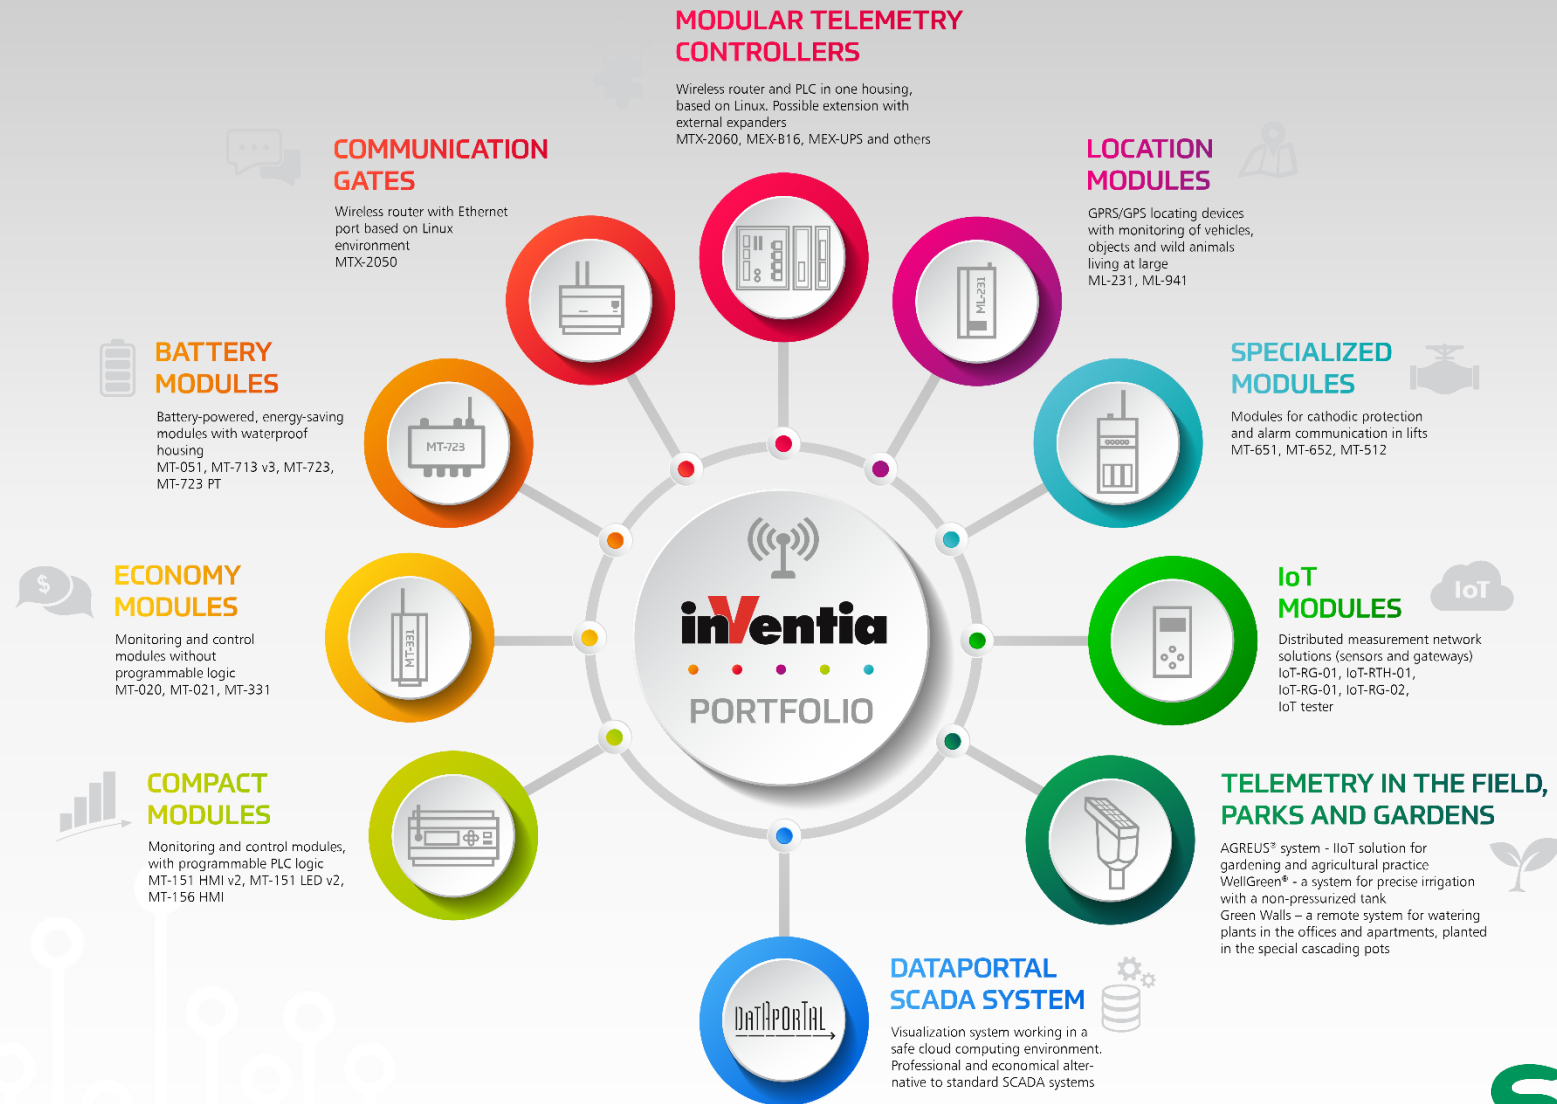 MODULAR TELEMETRY
CONTROLLERS
Wireless router and PLC in one housing,
based on Linux. Possible extension with
external expanders
MTX-2060, MEX-B16, MEX-UPS and others
COMMUNICATION
GATES
Wireless router with Ethernet
port based on Linux
environment
MTX-2050
LOCATION
MODULES
GPRS/GPS locating devices
with monitoring of vehicles,
objects and wild animals
living at large
ML-231, ML-941
ML-231
BATTERY
MODULES
Battery-powered, energy-saving
modules with waterproof
housing
MT-051, MT-713 v3, MT-723,
MT-723 PT
MT-723
SPECIALIZED
MODULES
Modules for cathodic protection
and alarm communication in lifts
MT-651, MT-652, MT-512
$
ECONOMY
MODULES
Monitoring and control
modules without
programmable logic
MT-020, MT-021, MT-331
MT-331
inVentia
PORTFOLIO
IoT
MODULES
IoT
Distributed measurement network
solutions (sensors and gateways)
IoT-RG-01, IoT-RTH-01,
IoT-RG-01, IoT-RG-02,
IoT tester
COMPACT
MODULES
Monitoring and control modules,
with programmable PLC logic
MT-151 HMI v2, MT-151 LED v2,
MT-156 HMI
TELEMETRY IN THE FIELD,
PARKS AND GARDENS
AGREUS® system - IIoT solution for
gardening and agricultural practice
WellGreen® - a system for precise irrigation
with a non-pressurized tank
Green Walls – a remote system for watering
plants in the offices and apartments, planted
in the special cascading pots
DATAPORTAL
DATAPORTAL
SCADA SYSTEM
Visualization system working in a
safe cloud computing environment.
Professional and economical alter-
native to standard SCADA systems